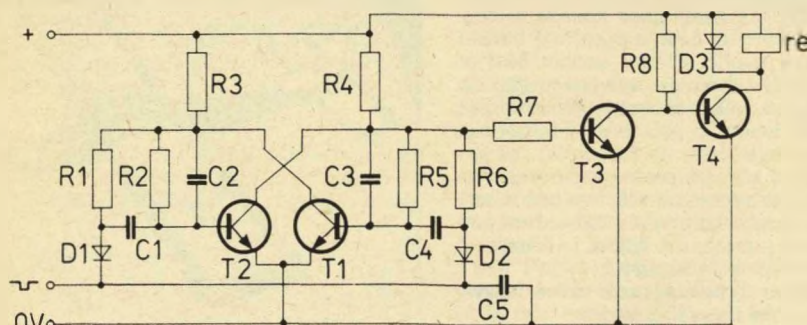 +
re
R3
R4
R8
D3
R7
R1
R2
C2
C3
R5
R6
T3
T4
D1
C1
T2
T1
C4
D2
C5
0V